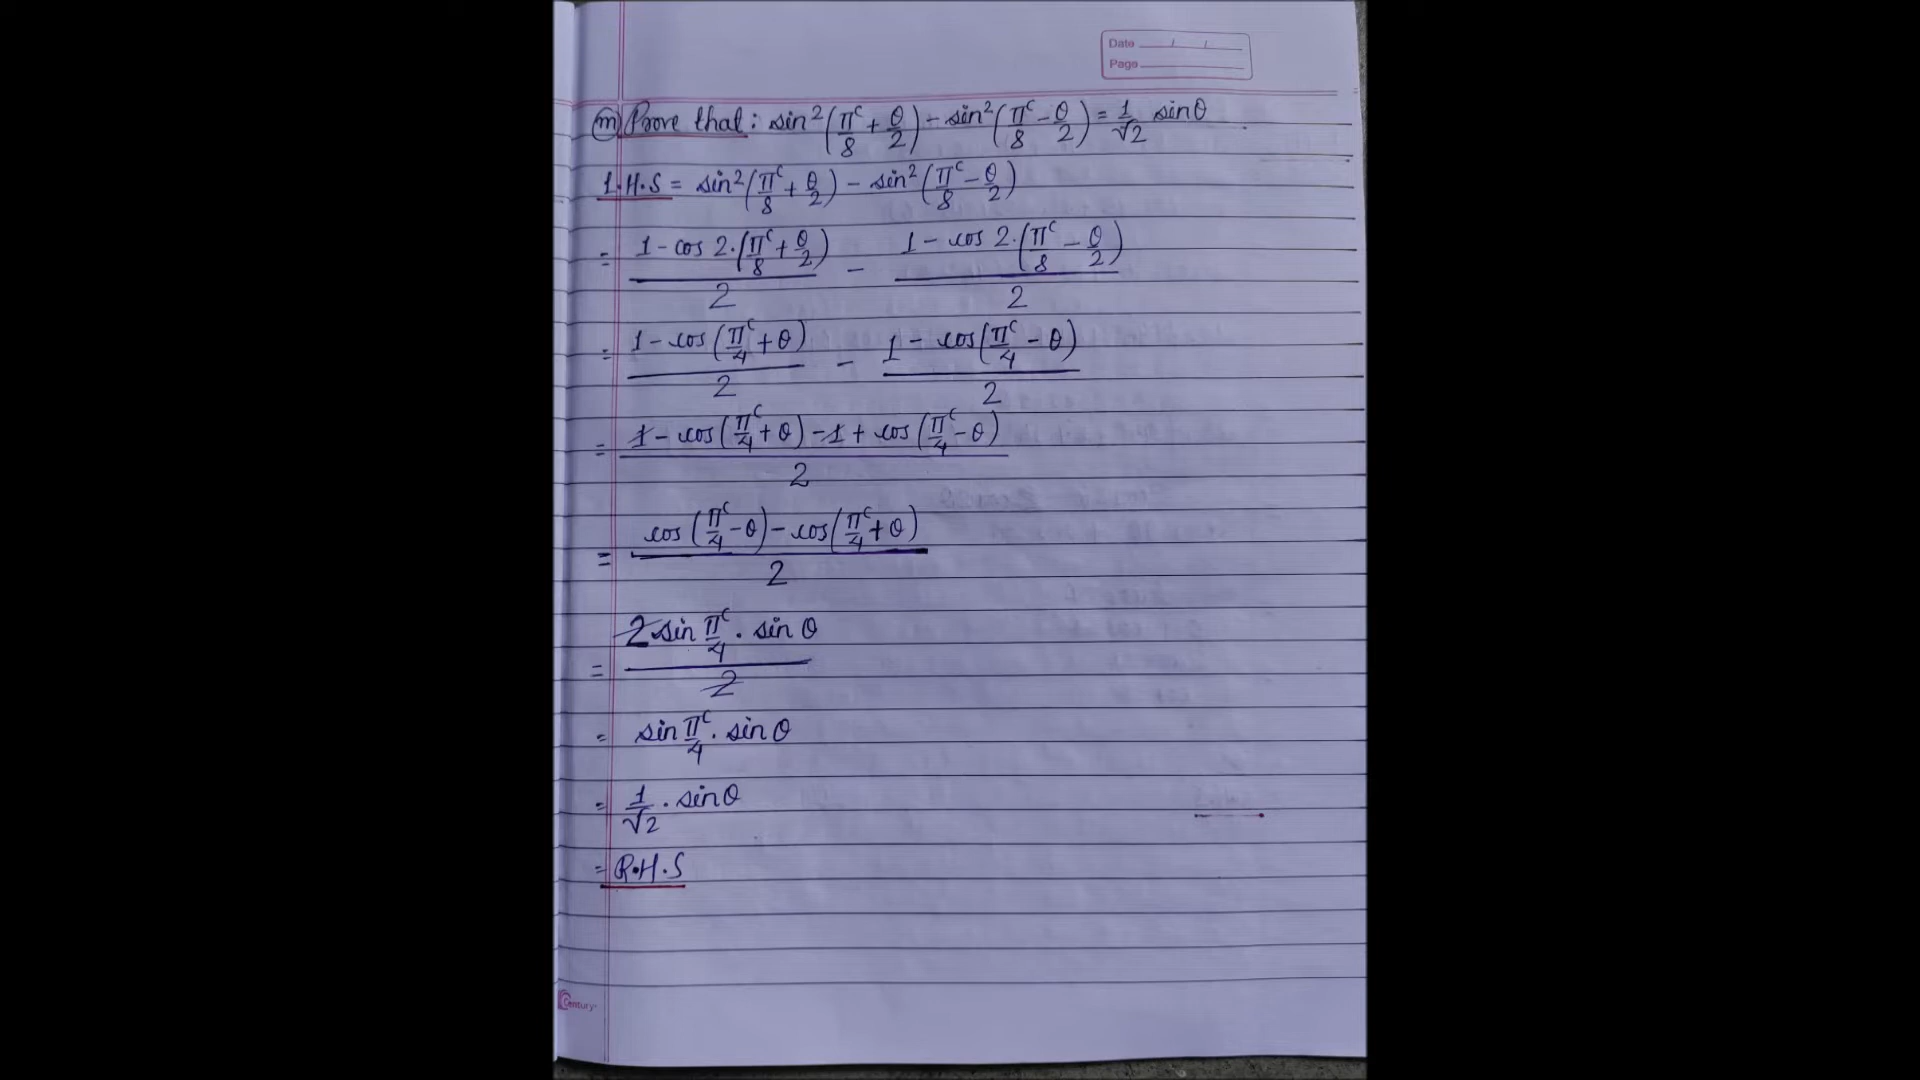 Date / /
Page
(m) Prove that: sin²(π^c/8 + θ/2) - sin²(π^c/8 - θ/2) = 1/√2 sinθ
L.H.S = sin²(π^c/8 + θ/2) - sin²(π^c/8 - θ/2)
= (1 - cos 2·(π^c/8 + θ/2))/2 - (1 - cos 2·(π^c/8 - θ/2))/2
= (1 - cos(π^c/4 + θ))/2 - (1 - cos(π^c/4 - θ))/2
= (1 - cos(π^c/4 + θ) - 1 + cos(π^c/4 - θ))/2
= (cos(π^c/4 - θ) - cos(π^c/4 + θ))/2
= (2 sin π^c/4 · sin θ)/2
= sin π^c/4 · sin θ
= 1/√2 · sinθ
= R.H.S
Century